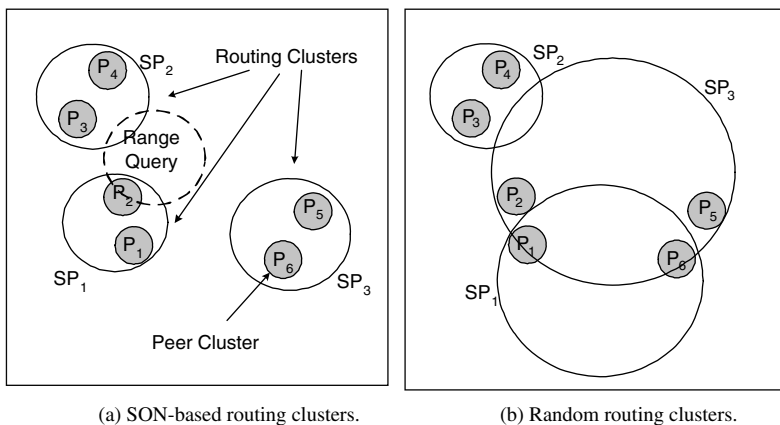 P4
SP2
Routing Clusters
P3
Range
Query
P2
P5
P1
P6
SP1
SP3
Peer Cluster
(a) SON-based routing clusters.
SP2
P4
SP3
P3
P2
P5
P1
P6
SP1
(b) Random routing clusters.